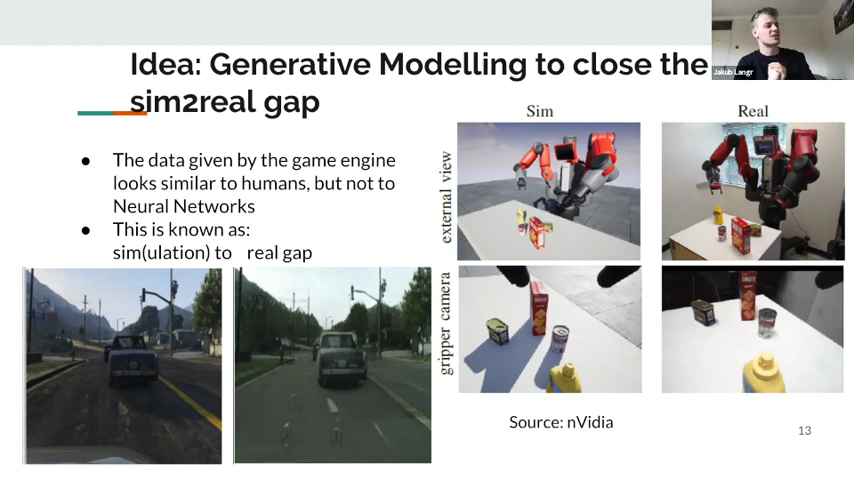 Idea: Generative Modelling to close the
sim2real gap
Jakub Langr
● The data given by the game engine
looks similar to humans, but not to
Neural Networks
● This is known as:
sim(ulation) to real gap
Sim
Real
external view
gripper camera
Source: nVidia
13